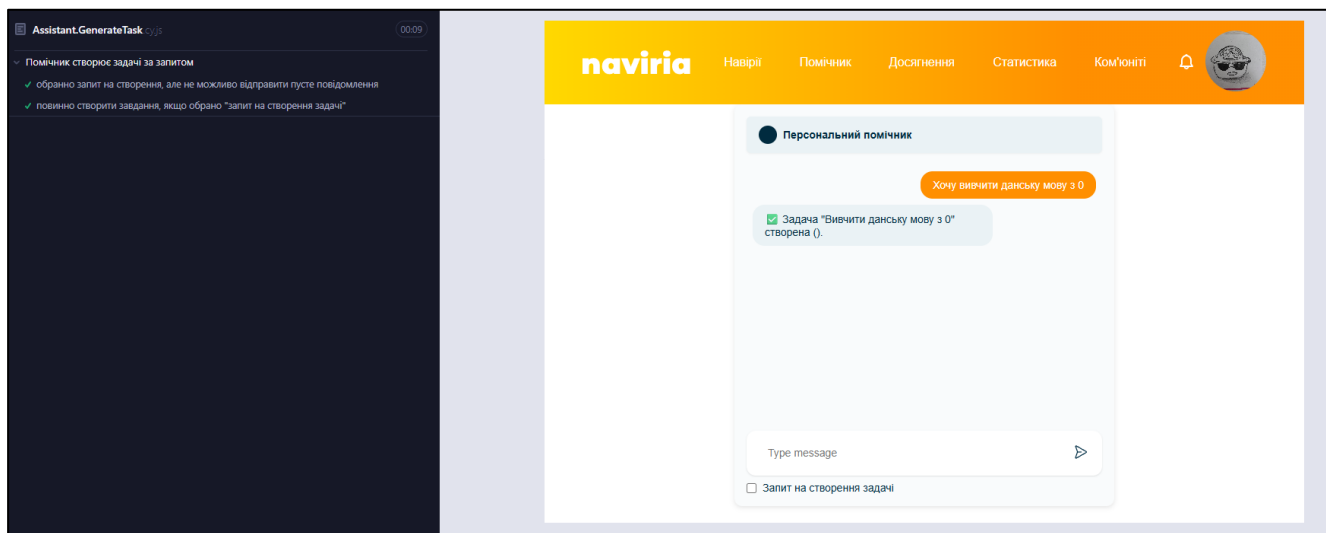 Assistant.GenerateTask.cy.js 00:09
Помічник створює задачі за запитом
обранно запит на створення, але не можливо відправити пусте повідомлення
повинно створити завдання, якщо обрано "запит на створення задачі"
naviria Навірії Помічник Досягнення Статистика Ком'юніті
Персональний помічник
Хочу вивчити данську мову з 0
✅ Задача "Вивчити данську мову з 0"
створена ().
Type message
Запит на створення задачі